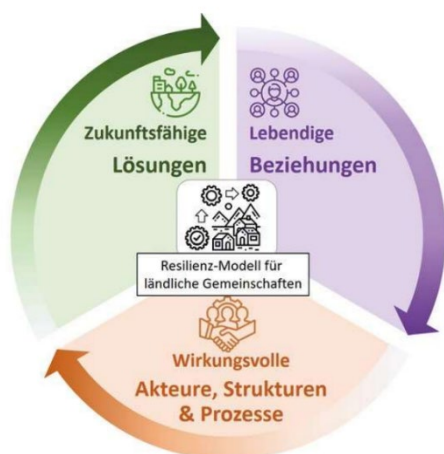 Zukunftsfähige
Lösungen
Lebendige
Beziehungen
Resilienz-Modell für
ländliche Gemeinschaften
Wirkungsvolle
Akteure, Strukturen
& Prozesse